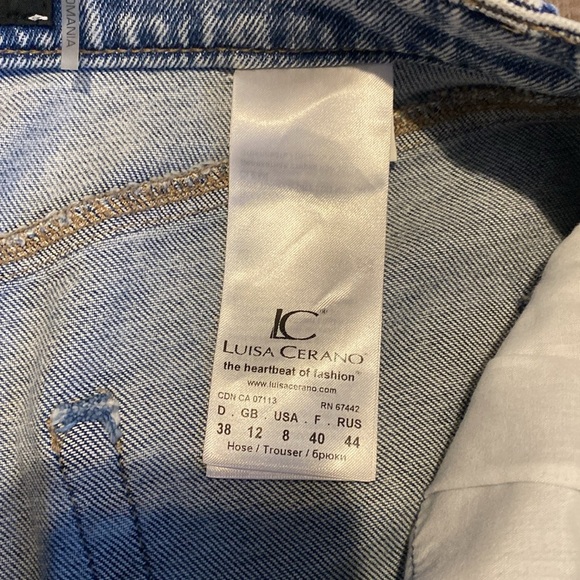 OMANIA
LC®
LUISA CERANO®
the heartbeat of fashion®
www.luisacerano.com
CDN CA 07113 RN 67442
D . GB . USA . F . RUS
38 12 8 40 44
Hose / Trouser / брюки